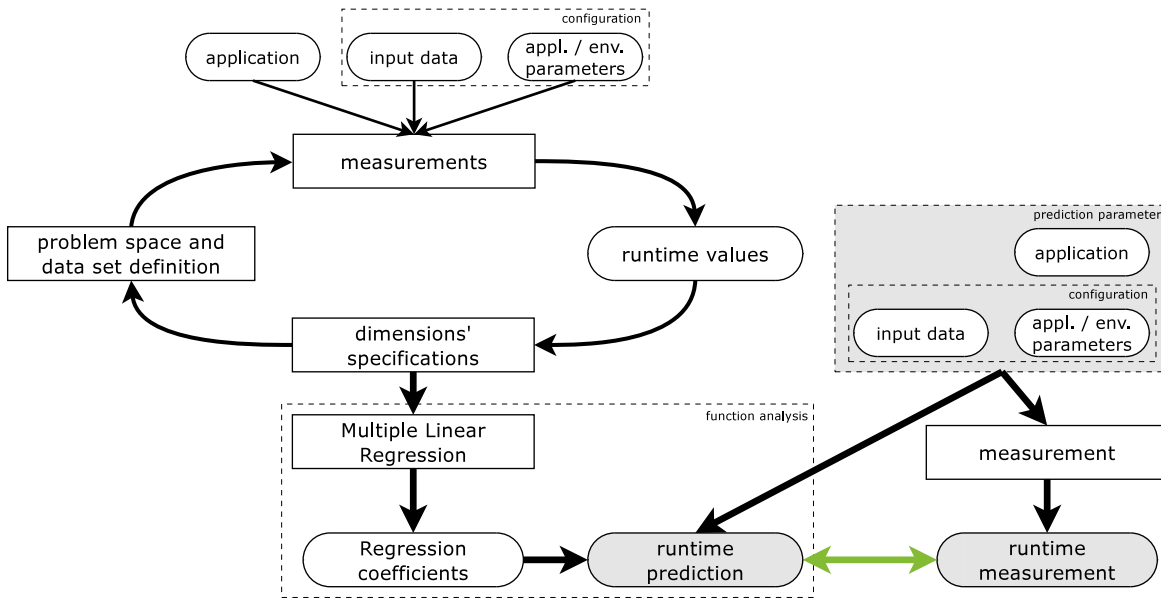 configuration
application
input data
appl. / env.
parameters
measurements
problem space and
data set definition
runtime values
dimensions'
specifications
prediction parameter
application
configuration
input data
appl. / env.
parameters
function analysis
Multiple Linear
Regression
measurement
Regression
coefficients
runtime
prediction
runtime
measurement